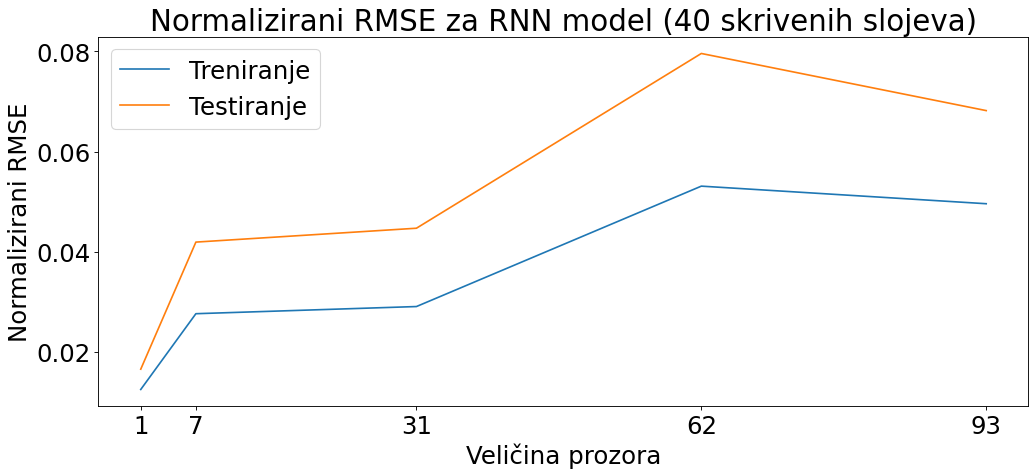 Normalizirani RMSE za RNN model (40 skrivenih slojeva)
Treniranje
Testiranje
Normalizirani RMSE
0.08
0.06
0.04
0.02
1 7 31 62 93
Veličina prozora